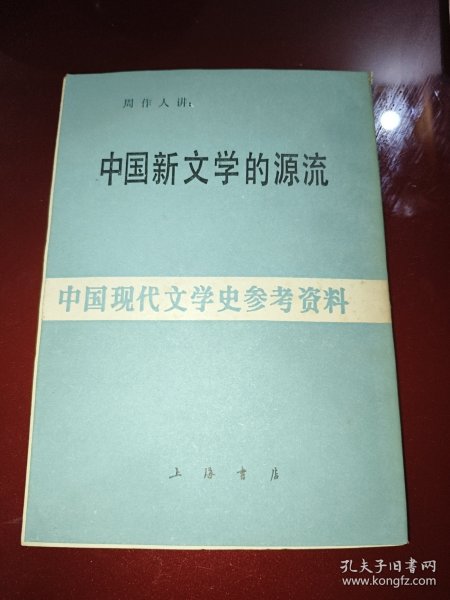 周作人讲:
中国新文学的源流
中国现代文学史参考资料
上海书店
孔夫子旧书网
www.kongfz.com